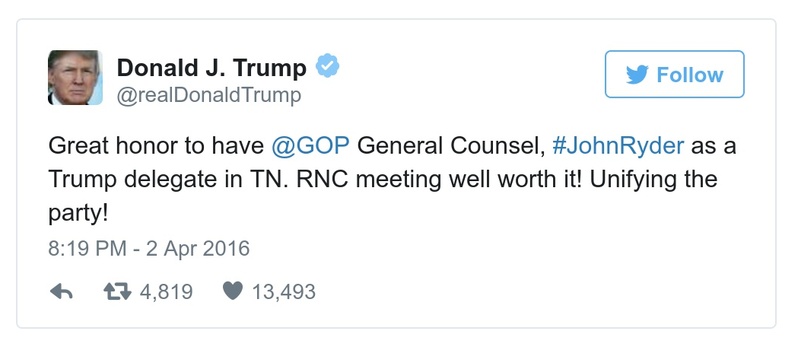 Donald J. Trump
@realDonaldTrump
Follow
Great honor to have @GOP General Counsel, #JohnRyder as a
Trump delegate in TN. RNC meeting well worth it! Unifying the
party!
8:19 PM - 2 Apr 2016
4,819 13,493